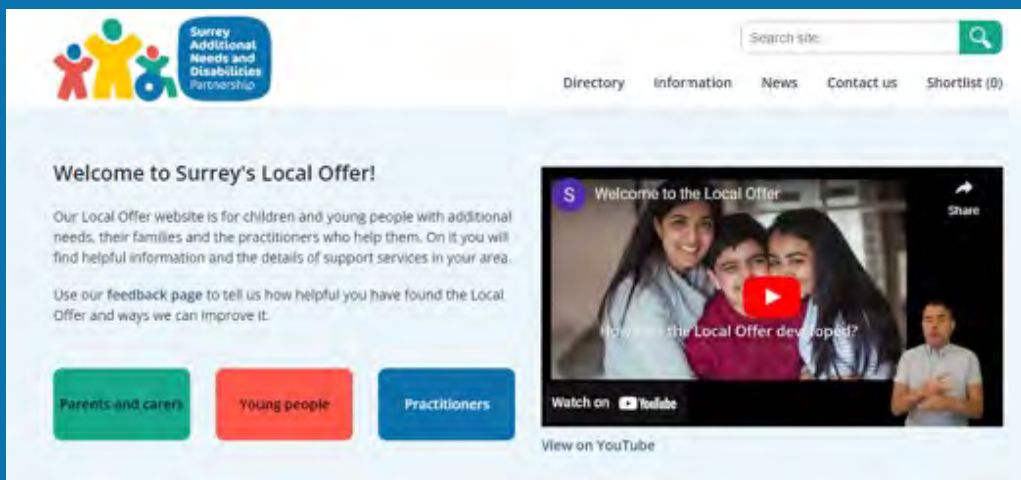 Surrey
Additional
Needs and
Disabilities
Partnership
Search site
Directory Information News Contact us Shortlist (0)
Welcome to Surrey's Local Offer!
Our Local Offer website is for children and young people with additional
needs, their families and the practitioners who help them. On it you will
find helpful information and the details of support services in your area.
Use our feedback page to tell us how helpful you have found the Local
Offer and ways we can improve it.
Parents and carers
Young people
Practitioners
S Welcome to the Local Offer
Share
the Local Offer developed?
Watch on YouTube
View on YouTube